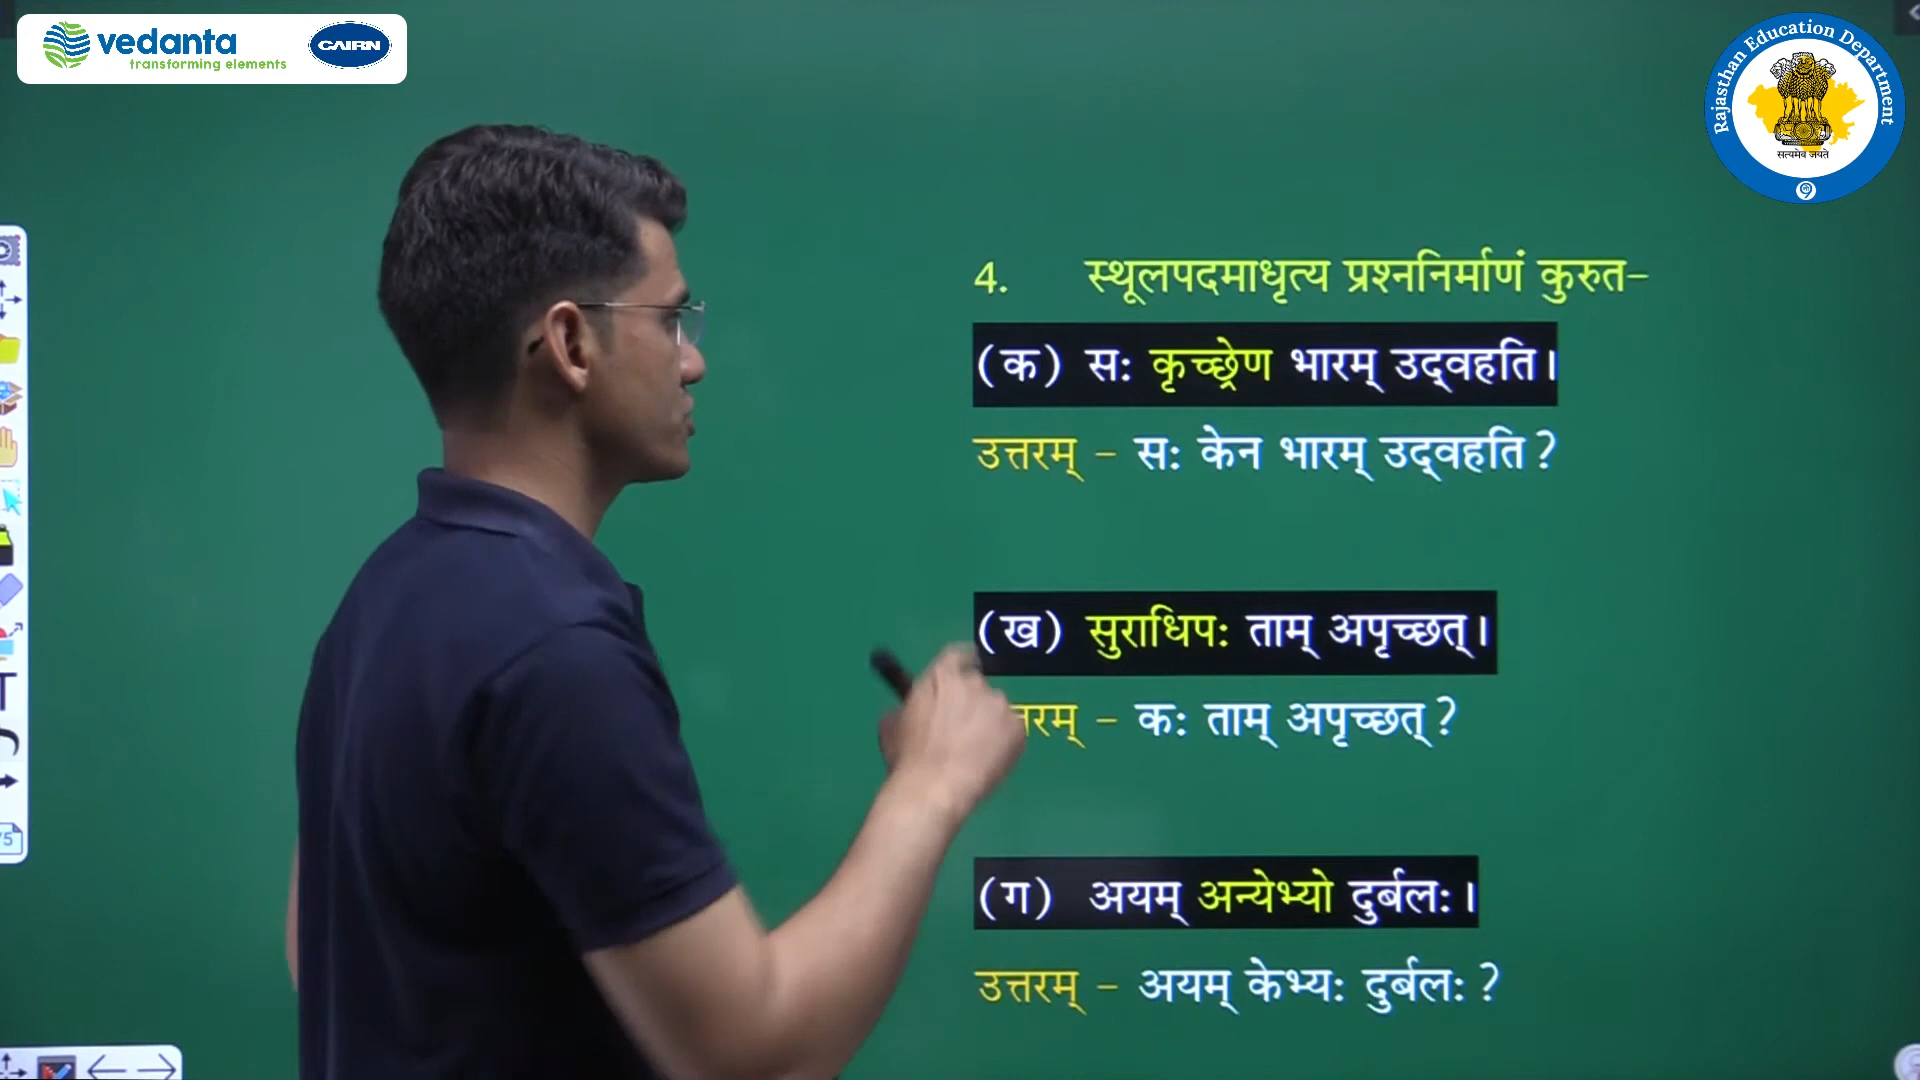 vedanta
transforming elements
CAIRN
Rajasthan Education Department
सत्यमेव जयते
4. स्थूलपदमाधृत्य प्रश्ननिर्माणं कुरुत–
(क) सः कृच्छ्रेण भारम् उद्वहति।
उत्तरम् – सः केन भारम् उद्वहति?
(ख) सुराधिपः ताम् अपृच्छत्।
त्तरम् – कः ताम् अपृच्छत्?
(ग) अयम् अन्येभ्यो दुर्बलः।
उत्तरम् – अयम् केभ्यः दुर्बलः?